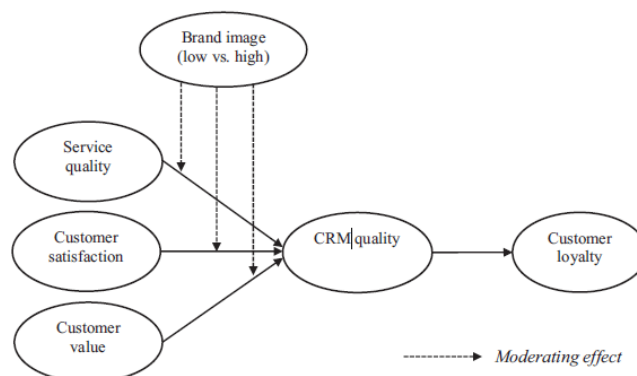 Brand image
(low vs. high)
Service
quality
Customer
satisfaction
CRM quality
Customer
loyalty
Customer
value
Moderating effect